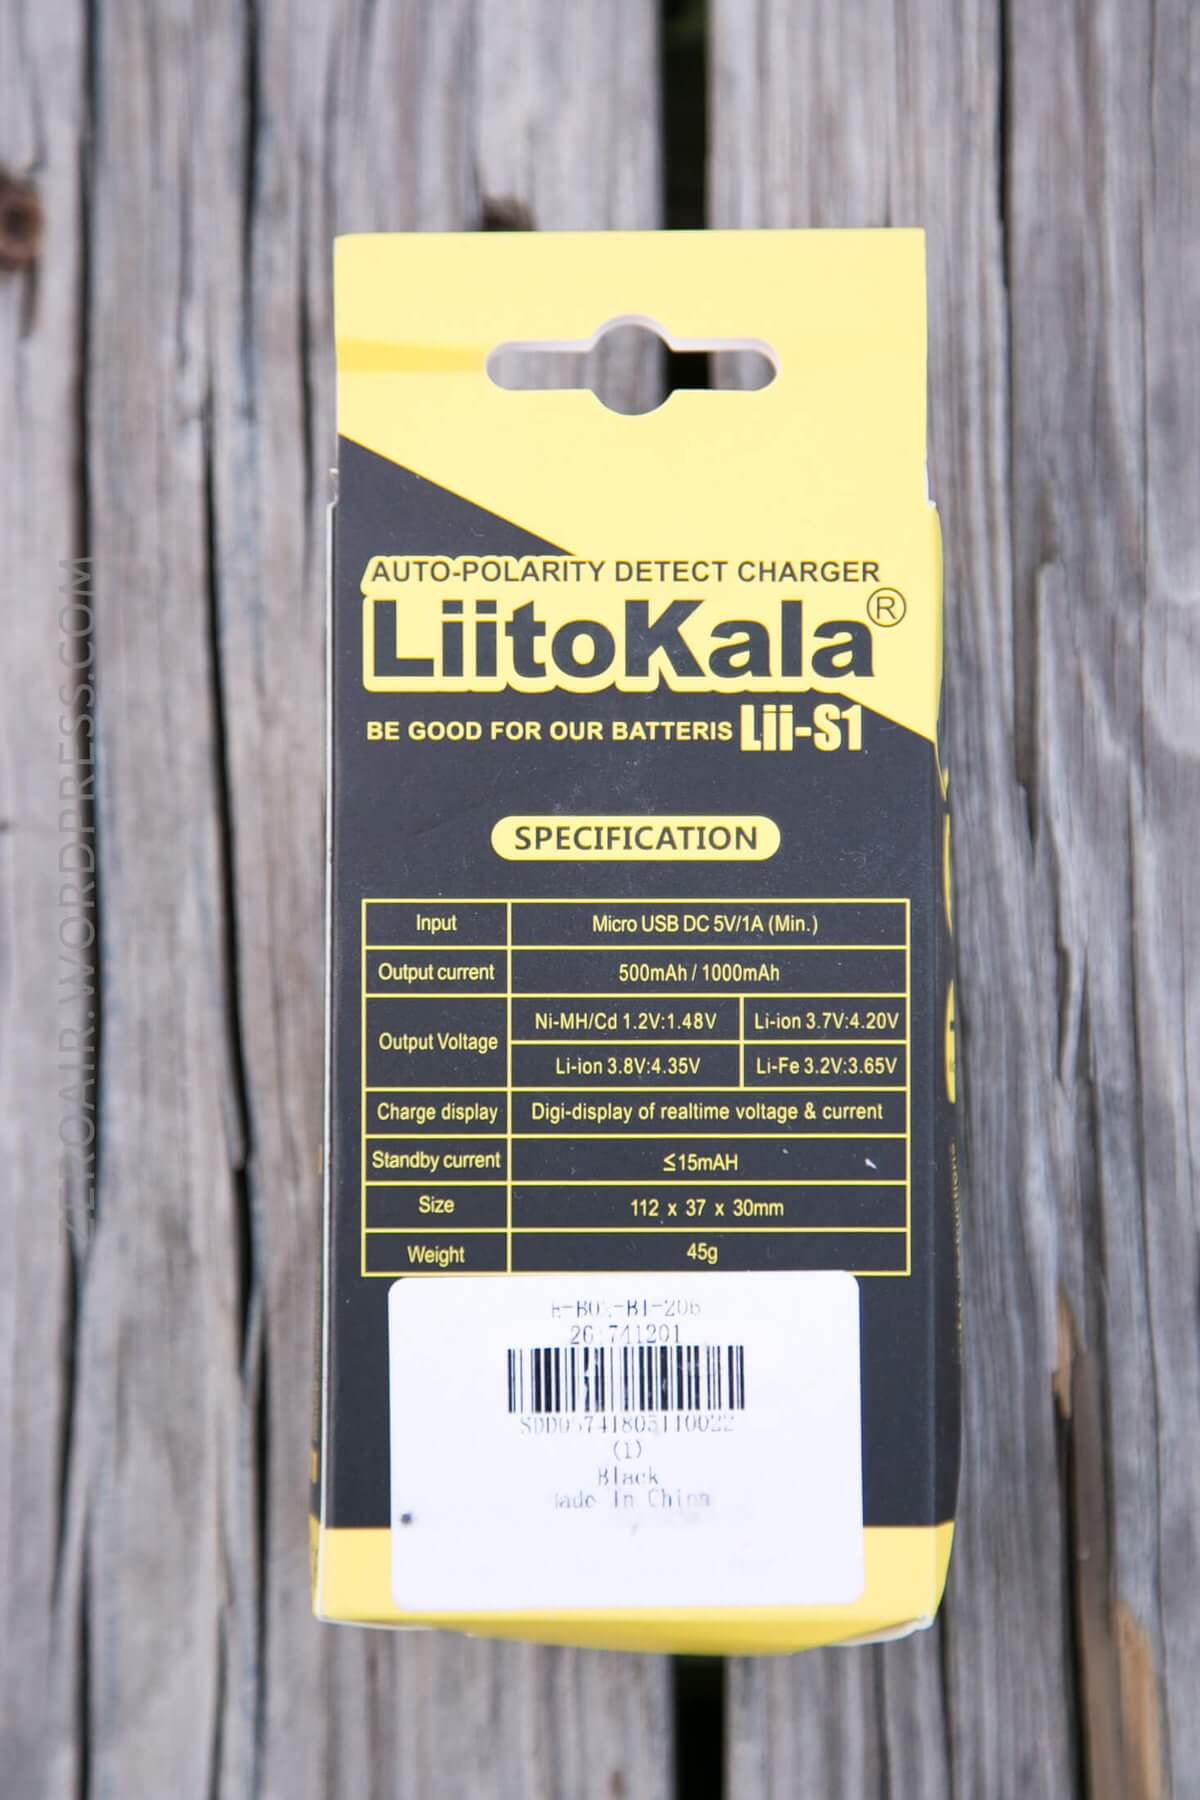 AUTO-POLARITY DETECT CHARGER
LiitoKala®
BE GOOD FOR OUR BATTERIS Lii-S1
SPECIFICATION
Input Micro USB DC 5V/1A (Min.)
Output current 500mAh / 1000mAh
Output Voltage Ni-MH/Cd 1.2V:1.48V Li-ion 3.7V:4.20V
Li-ion 3.8V:4.35V Li-Fe 3.2V:3.65V
Charge display Digi-display of realtime voltage & current
Standby current ≤15mAH
Size 112 x 37 x 30mm
Weight 45g
(1)
Black
In China
ZEROAIR.WORDPRESS.COM